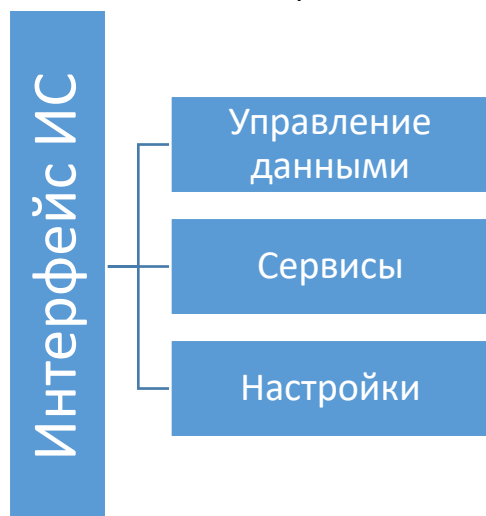 Интерфейс ИС
Управление
данными
Сервисы
Настройки